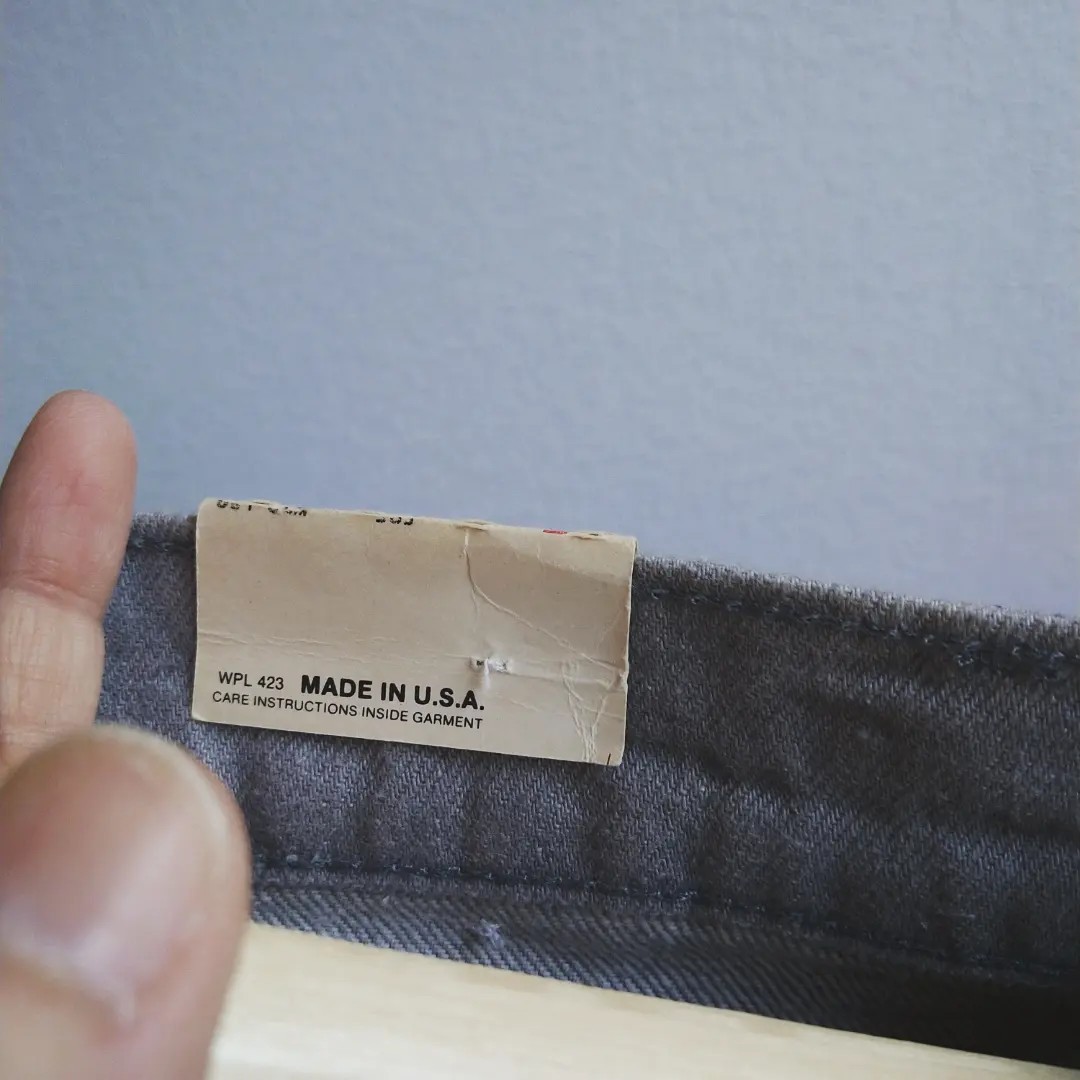 WPL 423 MADE IN U.S.A.
CARE INSTRUCTIONS INSIDE GARMENT